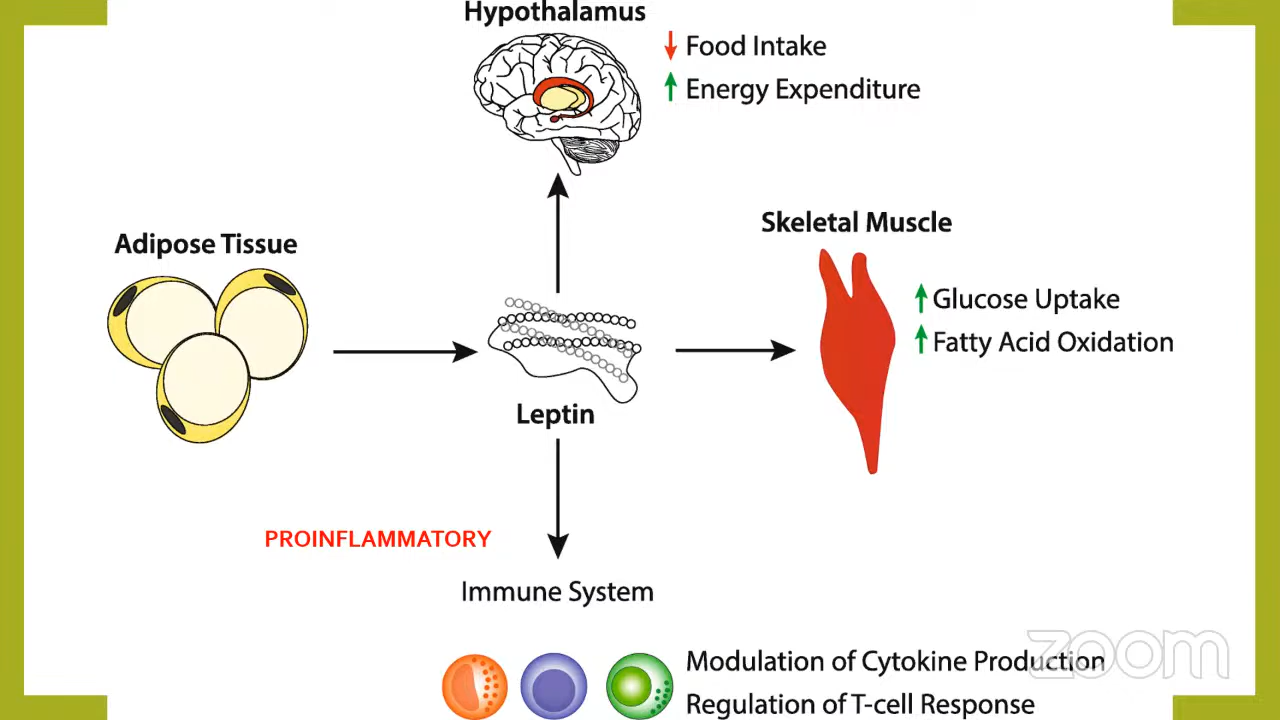 Hypothalamus
Food Intake
Energy Expenditure
Adipose Tissue
Skeletal Muscle
Glucose Uptake
Fatty Acid Oxidation
Leptin
PROINFLAMMATORY
Immune System
Modulation of Cytokine Production
Regulation of T-cell Response
zoom